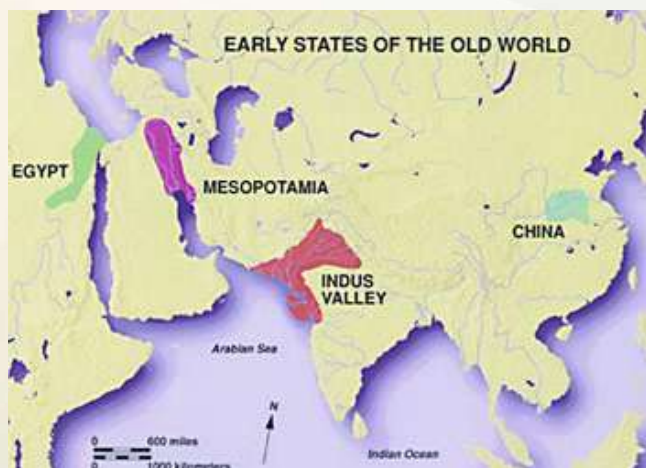 EARLY STATES OF THE OLD WORLD
EGYPT
MESOPOTAMIA
CHINA
INDUS
VALLEY
Arabian Sea
N
0 600 miles
0 1000 kilometers
Indian Ocean